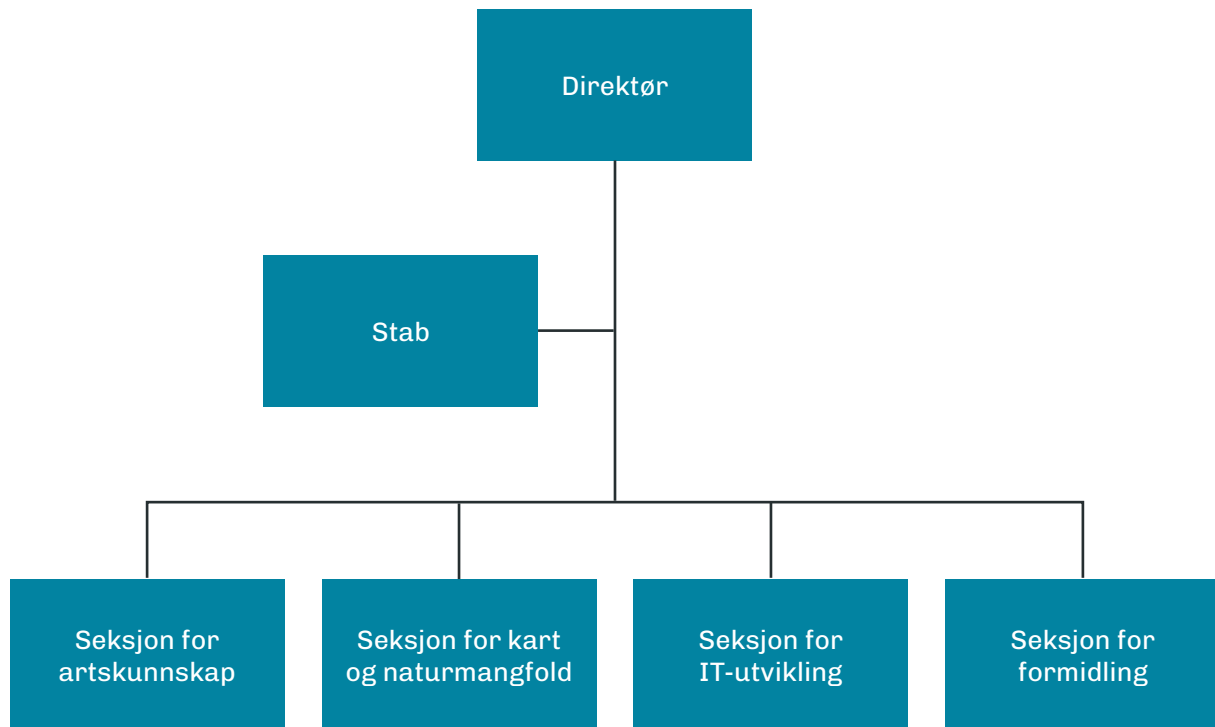 Direktør
Stab
Seksjon for
artskunnskap
Seksjon for kart
og naturmangfold
Seksjon for
IT-utvikling
Seksjon for
formidling